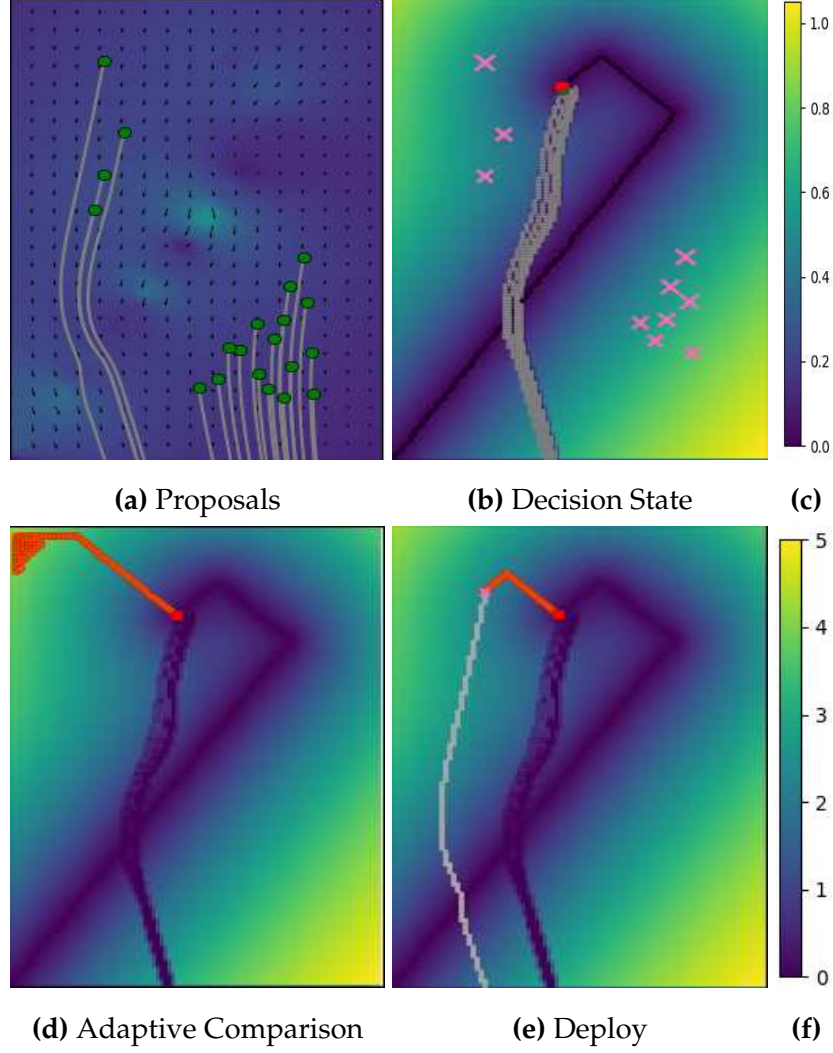 1.0
0.8
0.6
0.4
0.2
0.0
(a) Proposals
(b) Decision State
(c)
5
4
3
2
1
0
(d) Adaptive Comparison
(e) Deploy
(f)